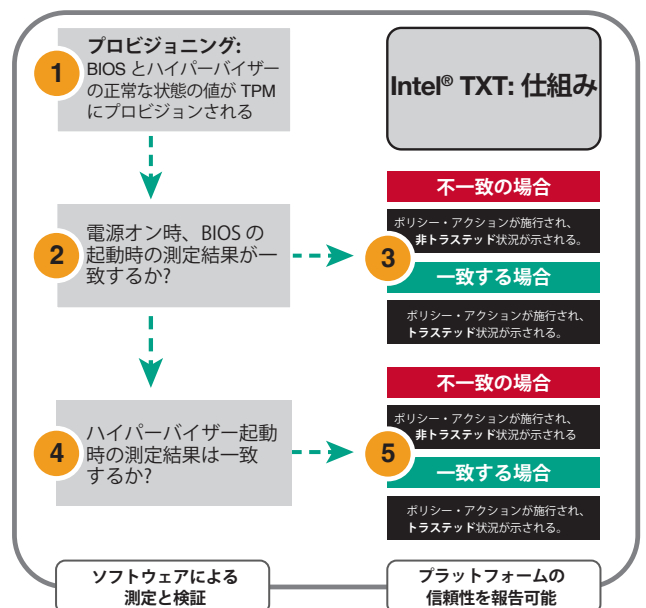 プロビジョニング:
1
BIOS とハイパーバイザー
の正常な状態の値が TPM
にプロビジョンされる
Intel® TXT: 仕組み
2
電源オン時、BIOS の
起動時の測定結果が一
致するか?
不一致の場合
ポリシー・アクションが施行され、
非トラステッド状況が示される。
3
一致する場合
ポリシー・アクションが施行され、
トラステッド状況が示される。
4
ハイパーバイザー起動
時の測定結果は一致
するか?
不一致の場合
ポリシー・アクションが施行され、
非トラステッド状況が示される
5
一致する場合
ポリシー・アクションが施行され、
トラステッド状況が示される。
ソフトウェアによる
測定と検証
プラットフォームの
信頼性を報告可能